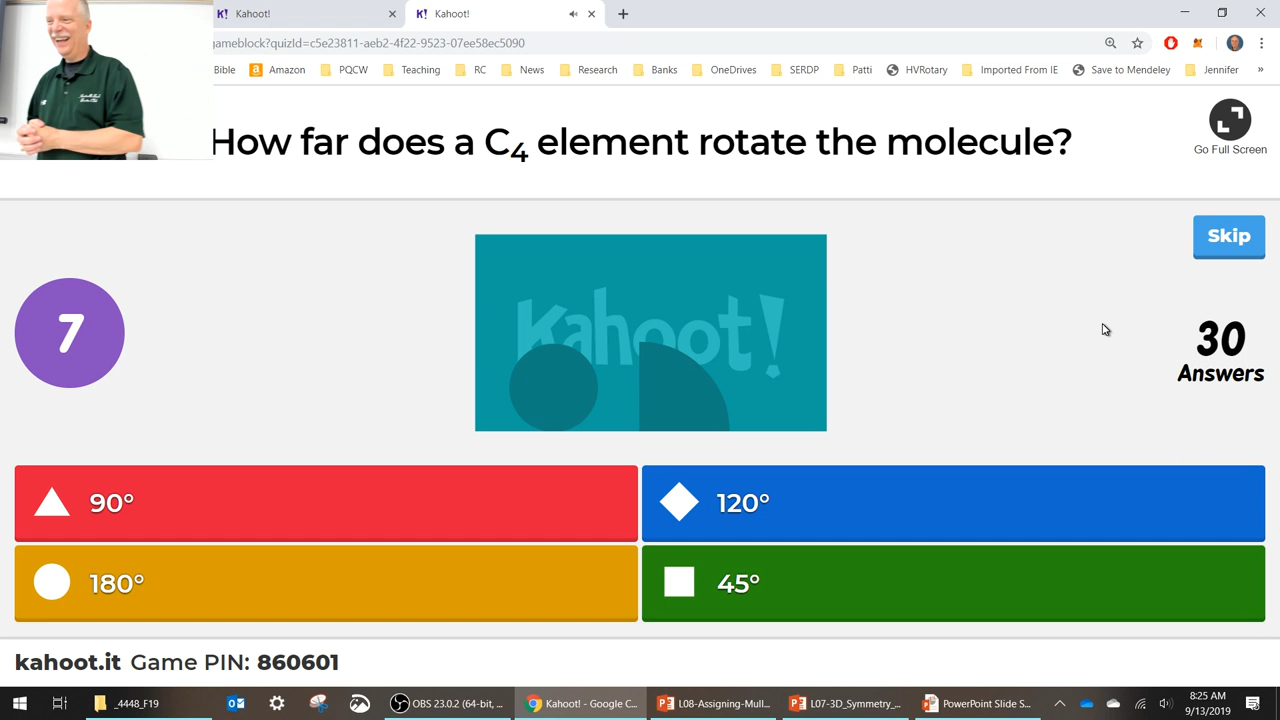 Kahoot!
Kahoot!
gameblock?quizId=c5e23811-aeb2-4f22-9523-07ee58ec5090
Bible
Amazon
PQCW
Teaching
RC
News
Research
Banks
OneDrives
SERDP
Patti
HVRotary
Imported From IE
Save to Mendeley
Jennifer
»
How far does a C₄ element rotate the molecule?
Go Full Screen
Skip
7
Kahoot!
30
Answers
90°
120°
180°
45°
kahoot.it Game PIN: 860601
_4448_F19
OBS 23.0.2 (64-bit, ...
Kahoot! - Google C...
L08-Assigning-Mull...
L07-3D_Symmetry_...
PowerPoint Slide S...
8:25 AM
9/13/2019